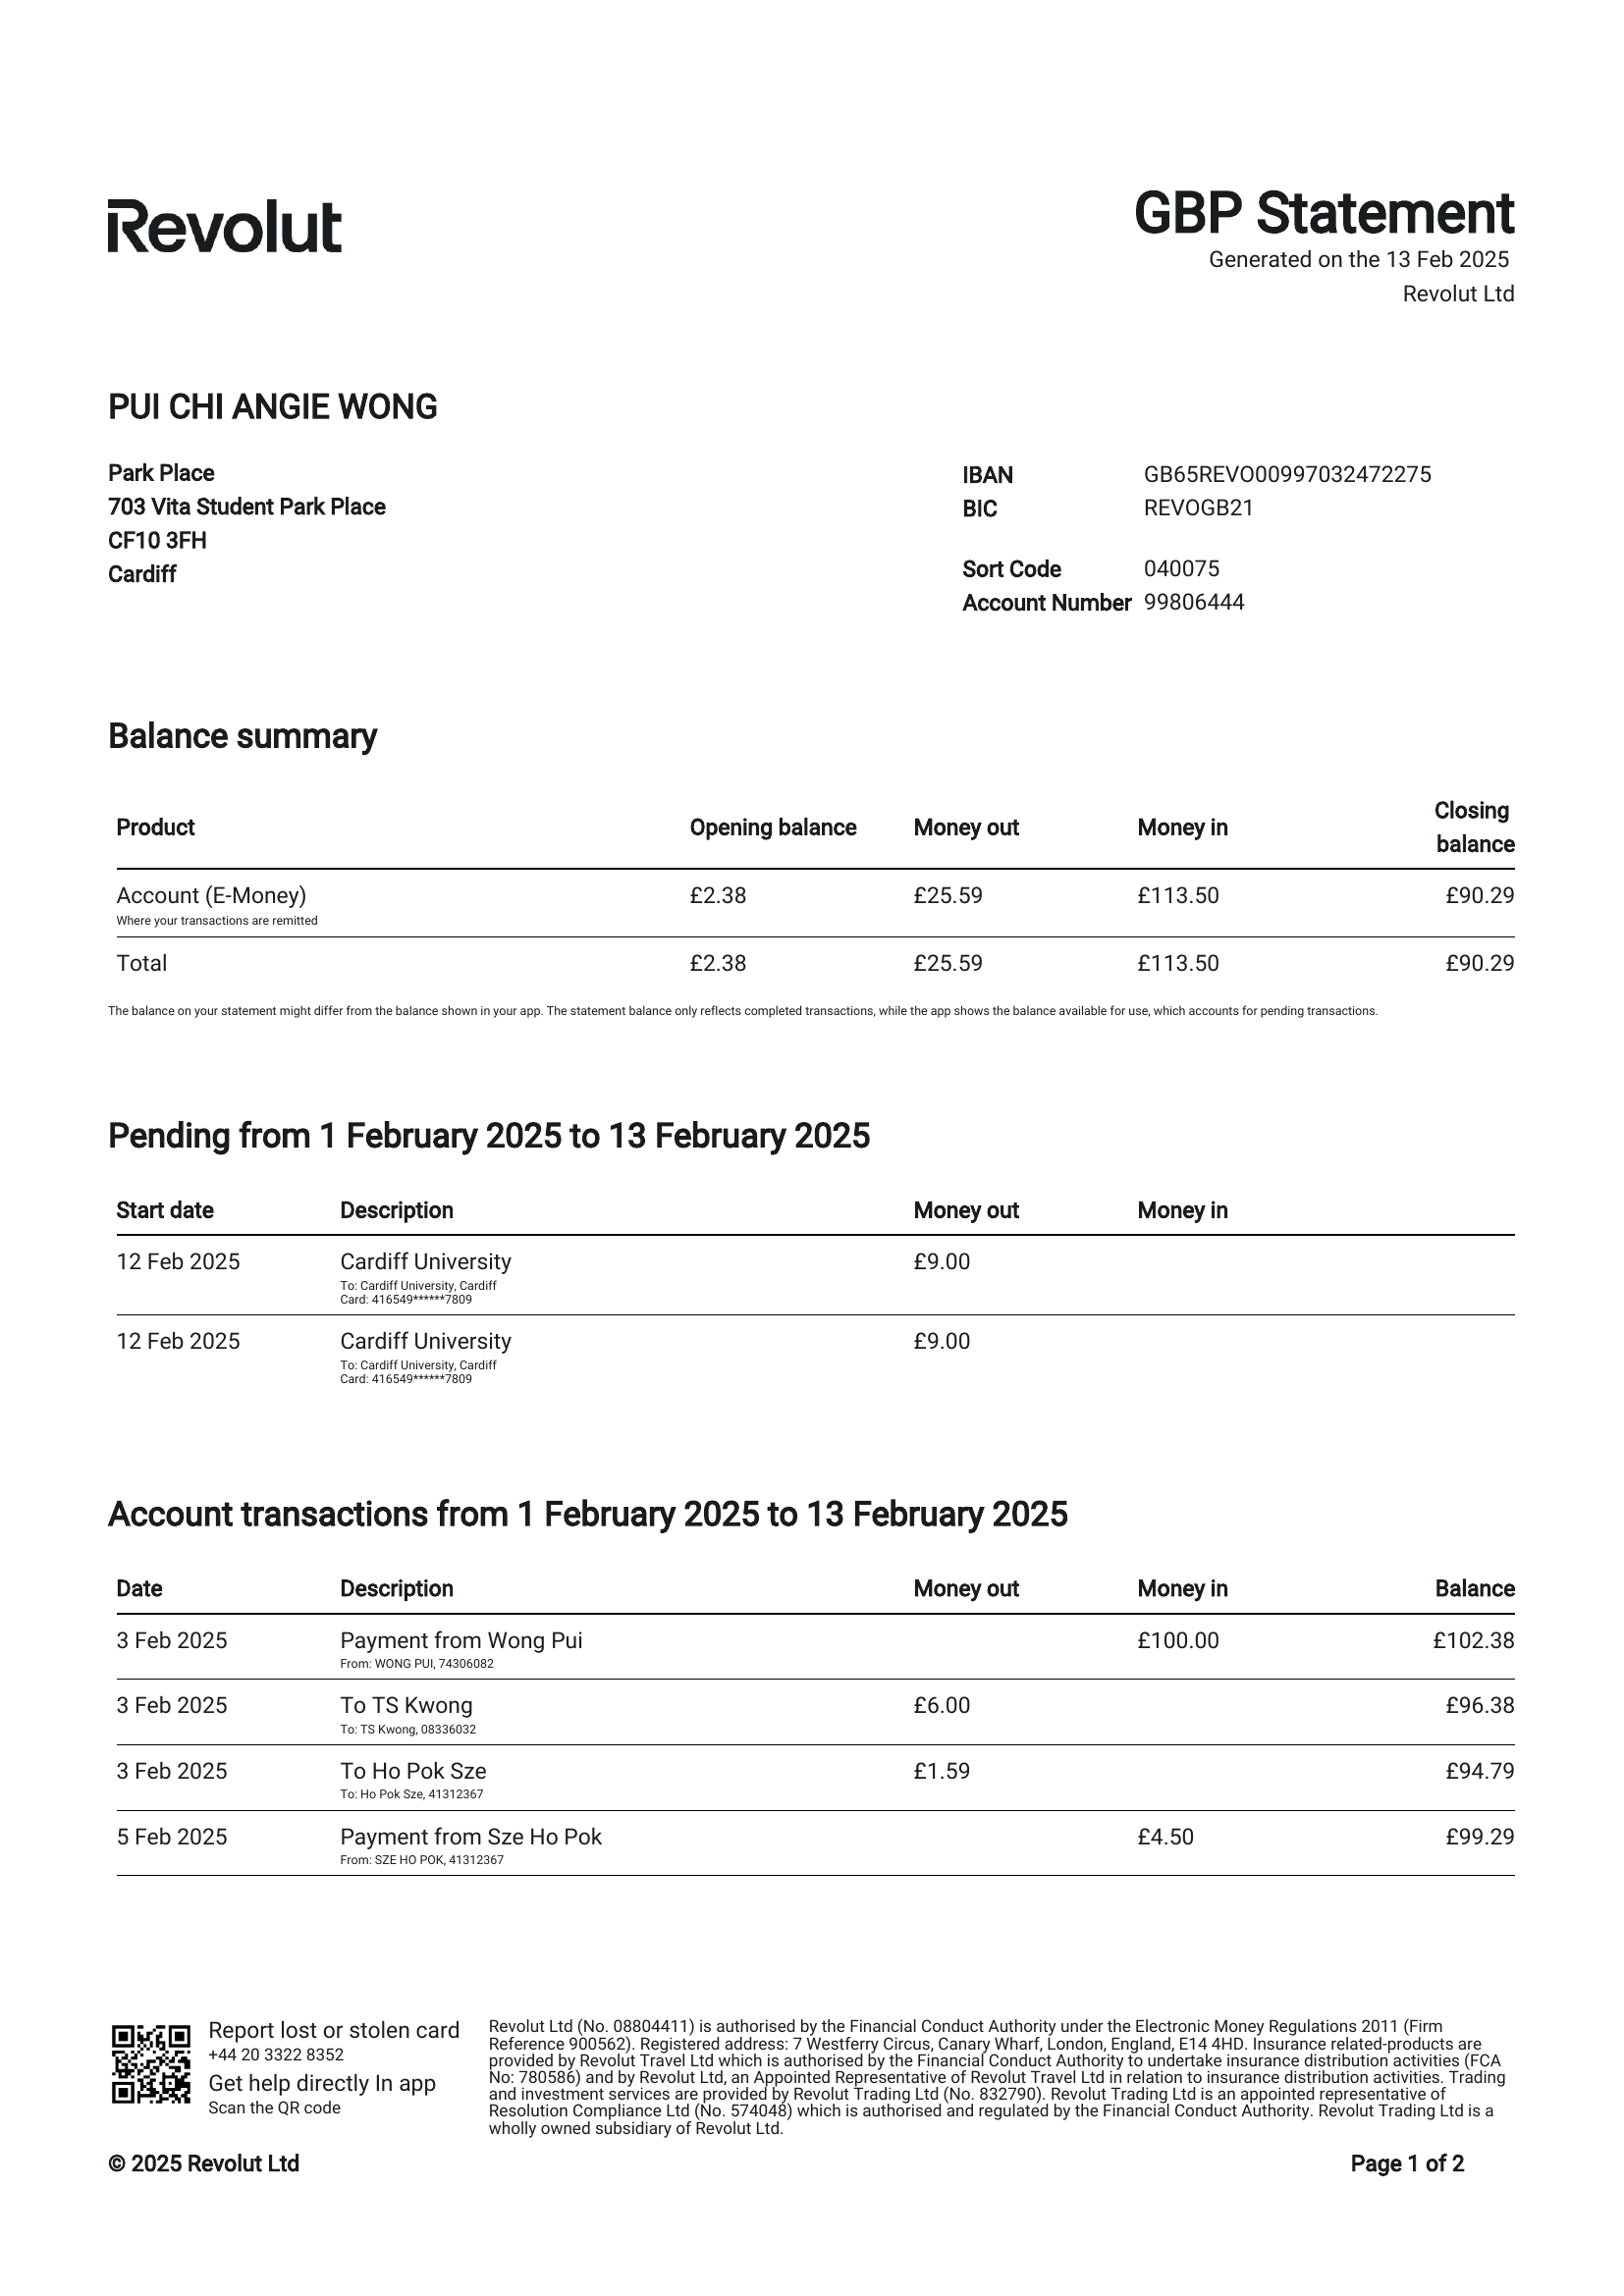 Revolut
GBP Statement
Generated on the 13 Feb 2025
Revolut Ltd
PUI CHI ANGIE WONG
Park Place
703 Vita Student Park Place
CF10 3FH
Cardiff
IBAN GB65REVO00997032472275
BIC REVOGB21
Sort Code 040075
Account Number 99806444
Balance summary
Product Opening balance Money out Money in Closing balance
Account (E-Money) £2.38 £25.59 £113.50 £90.29
Where your transactions are remitted
Total £2.38 £25.59 £113.50 £90.29
The balance on your statement might differ from the balance shown in your app. The statement balance only reflects completed transactions, while the app shows the balance available for use, which accounts for pending transactions.
Pending from 1 February 2025 to 13 February 2025
Start date Description Money out Money in
12 Feb 2025 Cardiff University £9.00
To: Cardiff University, Cardiff
Card: 416549******7809
12 Feb 2025 Cardiff University £9.00
To: Cardiff University, Cardiff
Card: 416549******7809
Account transactions from 1 February 2025 to 13 February 2025
Date Description Money out Money in Balance
3 Feb 2025 Payment from Wong Pui £100.00 £102.38
From: WONG PUI, 74306082
3 Feb 2025 To TS Kwong £6.00 £96.38
To: TS Kwong, 08336032
3 Feb 2025 To Ho Pok Sze £1.59 £94.79
To: Ho Pok Sze, 41312367
5 Feb 2025 Payment from Sze Ho Pok £4.50 £99.29
From: SZE HO POK, 41312367
Report lost or stolen card
+44 20 3322 8352
Get help directly In app
Scan the QR code
Revolut Ltd (No. 08804411) is authorised by the Financial Conduct Authority under the Electronic Money Regulations 2011 (Firm
Reference 900562). Registered address: 7 Westferry Circus, Canary Wharf, London, England, E14 4HD. Insurance related-products are
provided by Revolut Travel Ltd which is authorised by the Financial Conduct Authority to undertake insurance distribution activities (FCA
No: 780586) and by Revolut Ltd, an Appointed Representative of Revolut Travel Ltd in relation to insurance distribution activities. Trading
and investment services are provided by Revolut Trading Ltd (No. 832790). Revolut Trading Ltd is an appointed representative of
Resolution Compliance Ltd (No. 574048) which is authorised and regulated by the Financial Conduct Authority. Revolut Trading Ltd is a
wholly owned subsidiary of Revolut Ltd.
© 2025 Revolut Ltd
Page 1 of 2